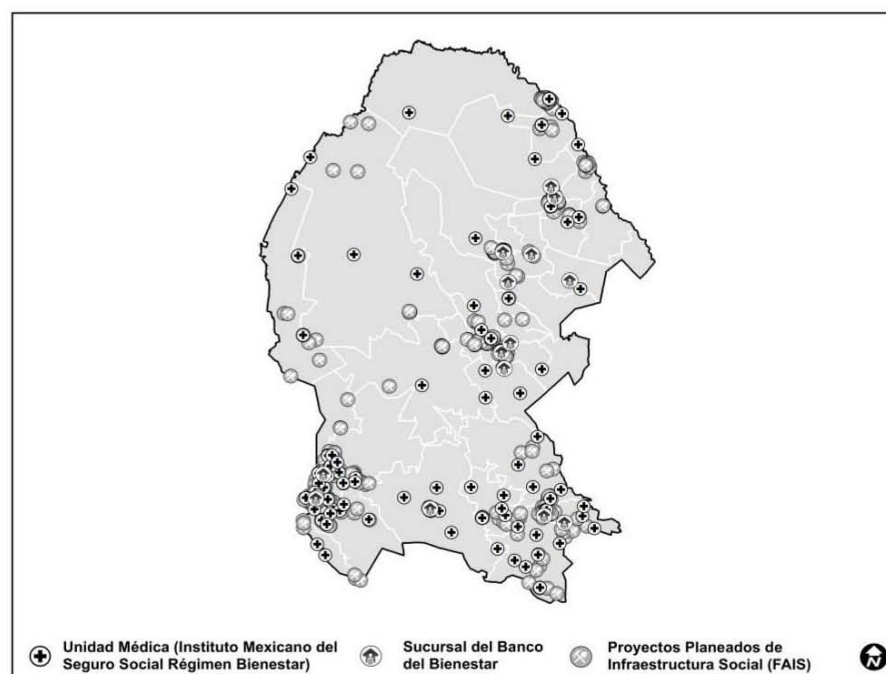 Unidad Médica (Instituto Mexicano del
Seguro Social Régimen Bienestar)
Sucursal del Banco
del Bienestar
Proyectos Planeados de
Infraestructura Social (FAIS)
N